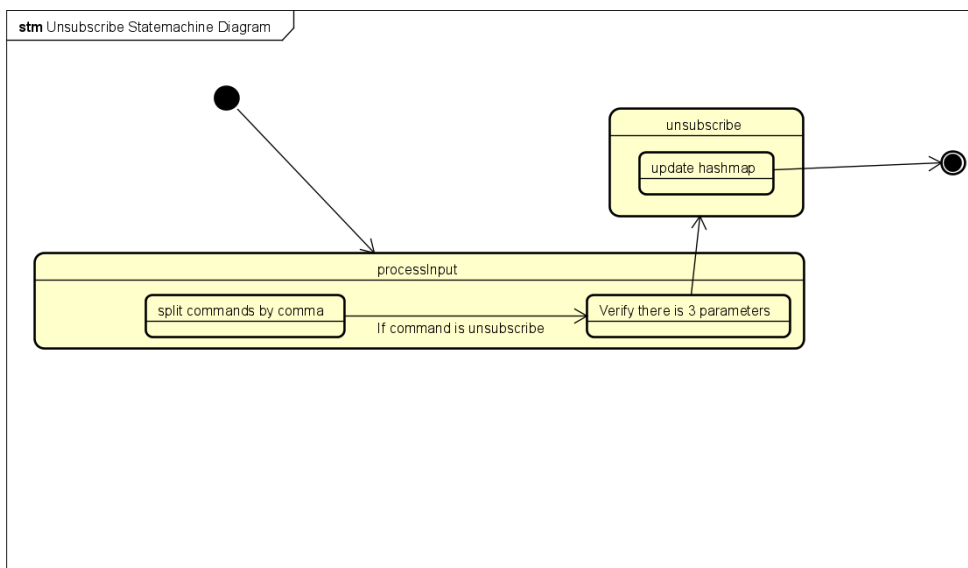 stm Unsubscribe Statemachine Diagram
unsubscribe
update hashmap
processInput
split commands by comma
If command is unsubscribe
Verify there is 3 parameters